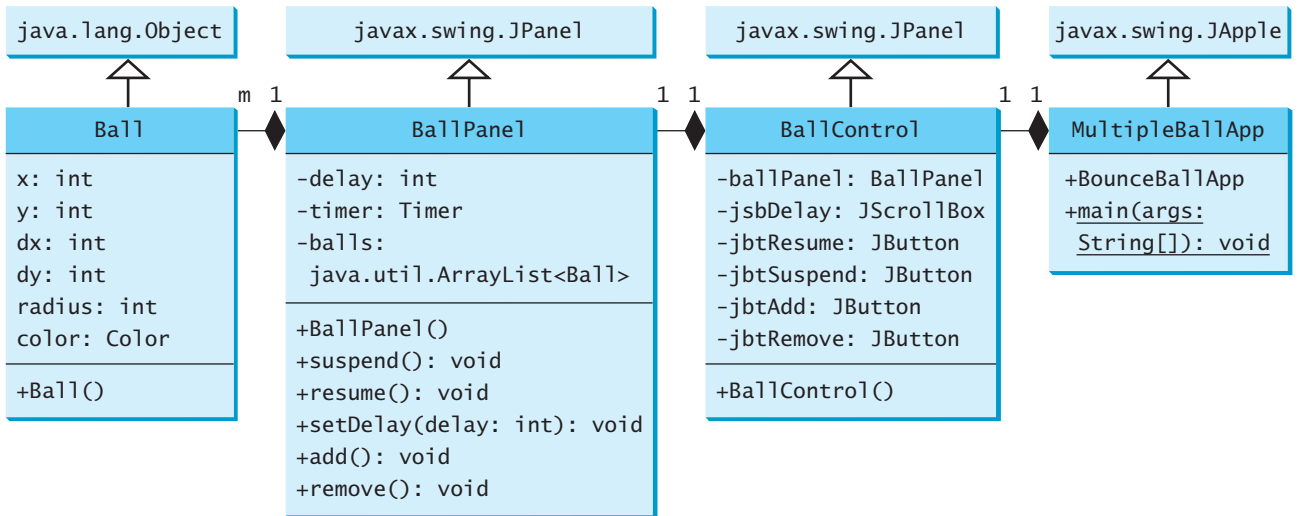 java.lang.Object
javax.swing.JPanel
javax.swing.JPanel
javax.swing.JApple
m 1
1 1
1 1
Ball
x: int
y: int
dx: int
dy: int
radius: int
color: Color
+Ball()
BallPanel
-delay: int
-timer: Timer
-balls:
java.util.ArrayList<Ball>
+BallPanel()
+suspend(): void
+resume(): void
+setDelay(delay: int): void
+add(): void
+remove(): void
BallControl
-ballPanel: BallPanel
-jsbDelay: JScrollBox
-jbtResume: JButton
-jbtSuspend: JButton
-jbtAdd: JButton
-jbtRemove: JButton
+BallControl()
MultipleBallApp
+BounceBallApp
+main(args:
String[]): void